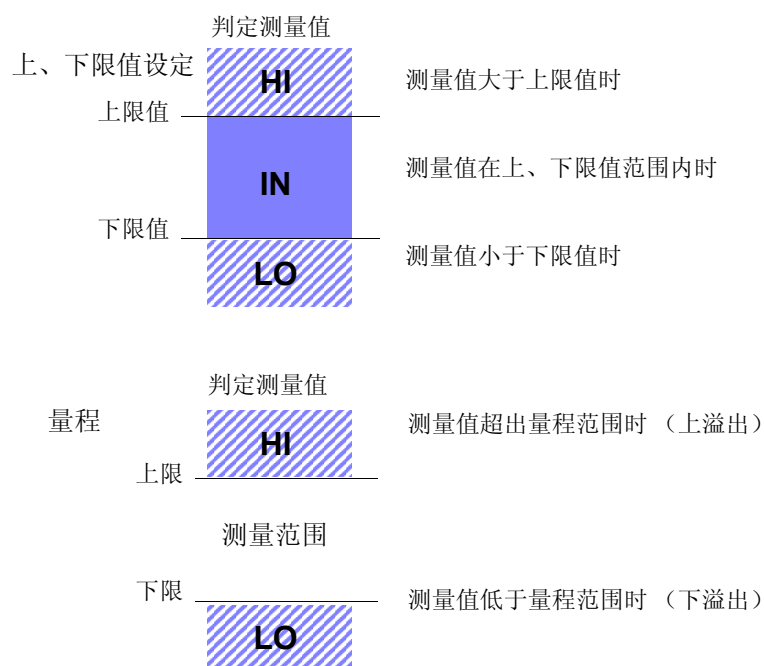 判定测量值
上、下限值设定
HI
测量值大于上限值时
上限值
IN
测量值在上、下限值范围内时
下限值
LO
测量值小于下限值时
判定测量值
量程
HI
测量值超出量程范围时 （上溢出）
上限
测量范围
下限
测量值低于量程范围时 （下溢出）
LO